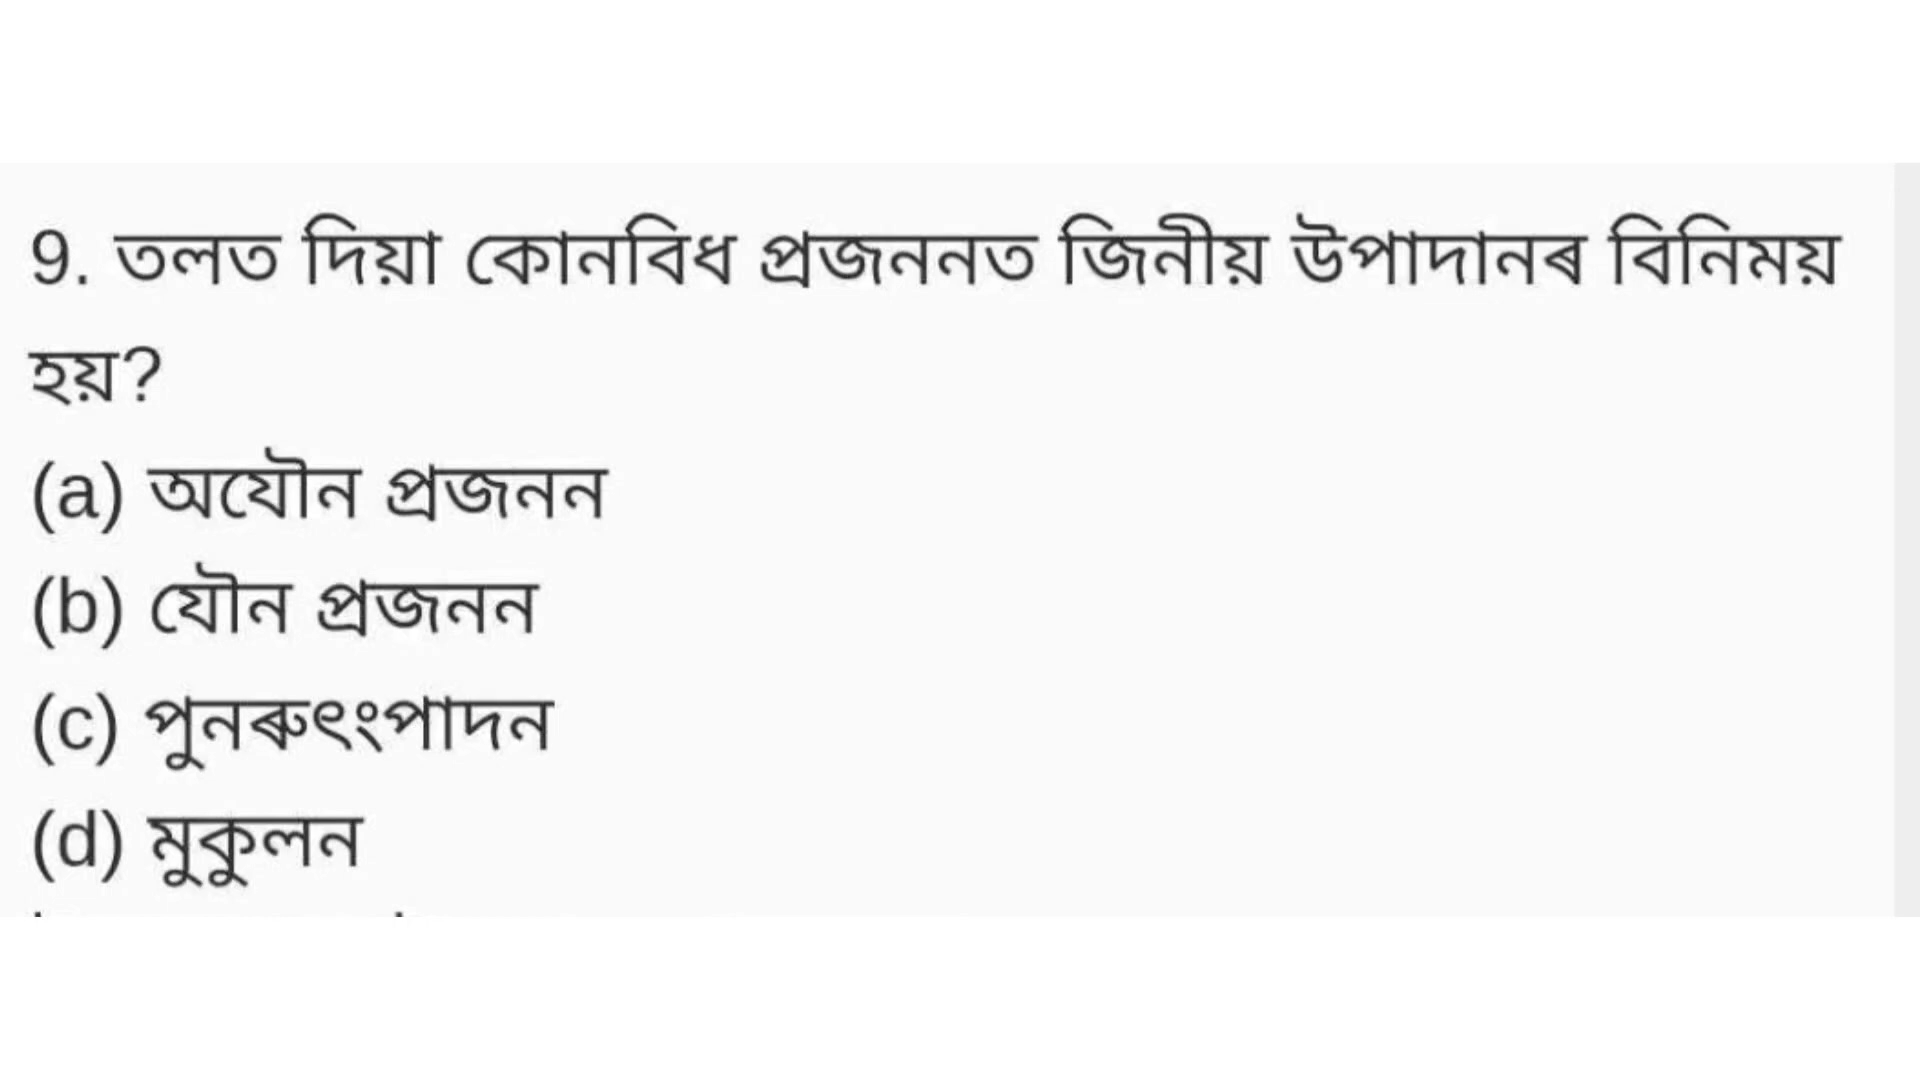 9. তলত দিয়া কোনবিধ প্ৰজননত জিনীয় উপাদানৰ বিনিময়
হয়?
(a) অযৌন প্ৰজনন
(b) যৌন প্ৰজনন
(c) পুনৰুৎংপাদন
(d) মুকুলন